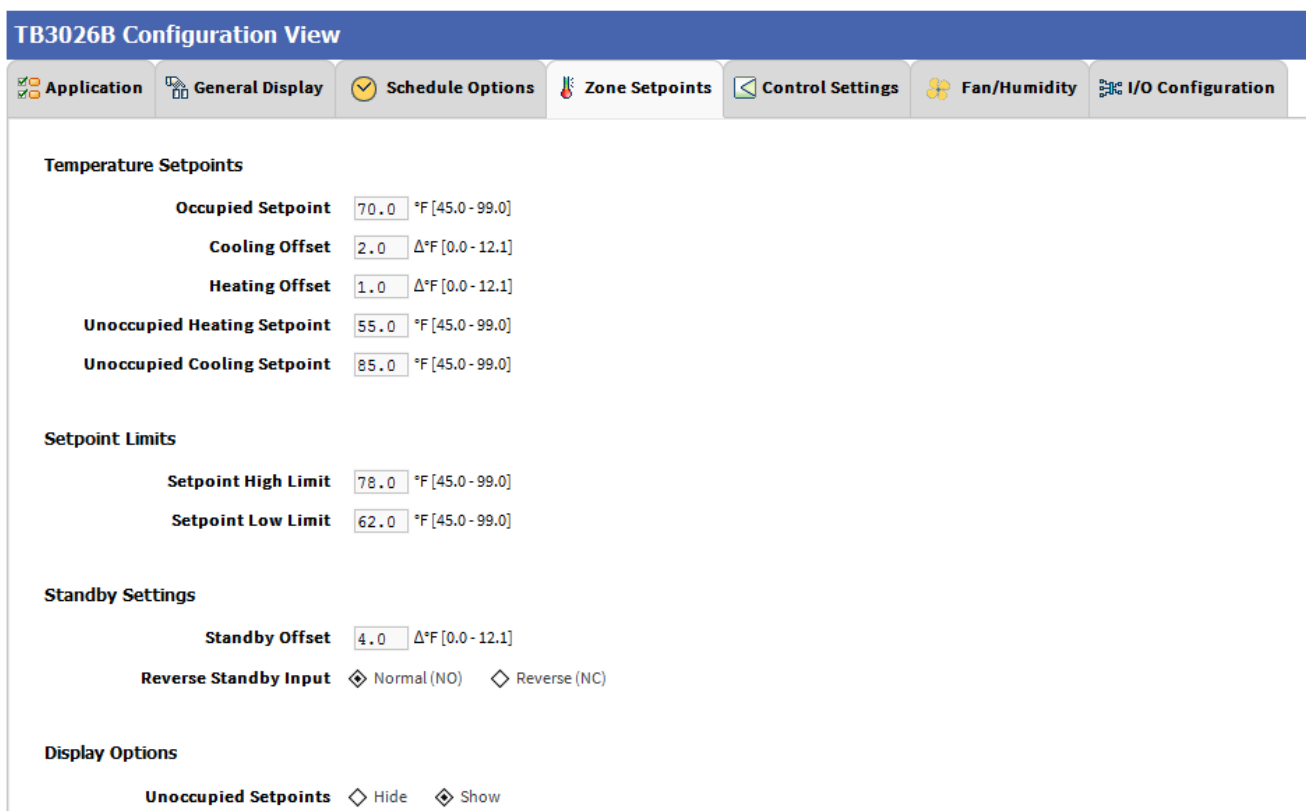 TB3026B Configuration View
Application General Display Schedule Options Zone Setpoints Control Settings Fan/Humidity I/O Configuration
Temperature Setpoints
Occupied Setpoint 70.0 °F [45.0 - 99.0]
Cooling Offset 2.0 Δ°F [0.0 - 12.1]
Heating Offset 1.0 Δ°F [0.0 - 12.1]
Unoccupied Heating Setpoint 55.0 °F [45.0 - 99.0]
Unoccupied Cooling Setpoint 85.0 °F [45.0 - 99.0]
Setpoint Limits
Setpoint High Limit 78.0 °F [45.0 - 99.0]
Setpoint Low Limit 62.0 °F [45.0 - 99.0]
Standby Settings
Standby Offset 4.0 Δ°F [0.0 - 12.1]
Reverse Standby Input Normal (NO) Reverse (NC)
Display Options
Unoccupied Setpoints Hide Show